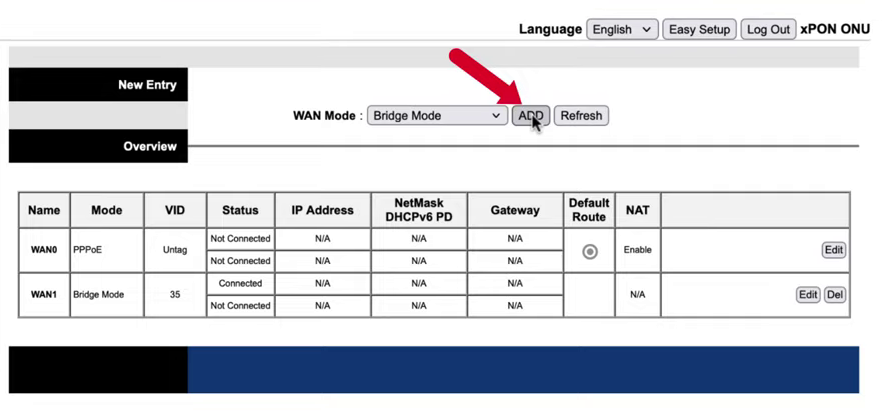 Language English Easy Setup Log Out xPON ONU
New Entry
WAN Mode : Bridge Mode ADD Refresh
Overview
Name Mode VID Status IP Address NetMask DHCPv6 PD Gateway Default Route NAT
WAN0 PPPoE Untag Not Connected N/A N/A N/A Enable Edit
Not Connected N/A N/A N/A
WAN1 Bridge Mode 35 Connected N/A N/A N/A N/A Edit Del
Not Connected N/A N/A N/A